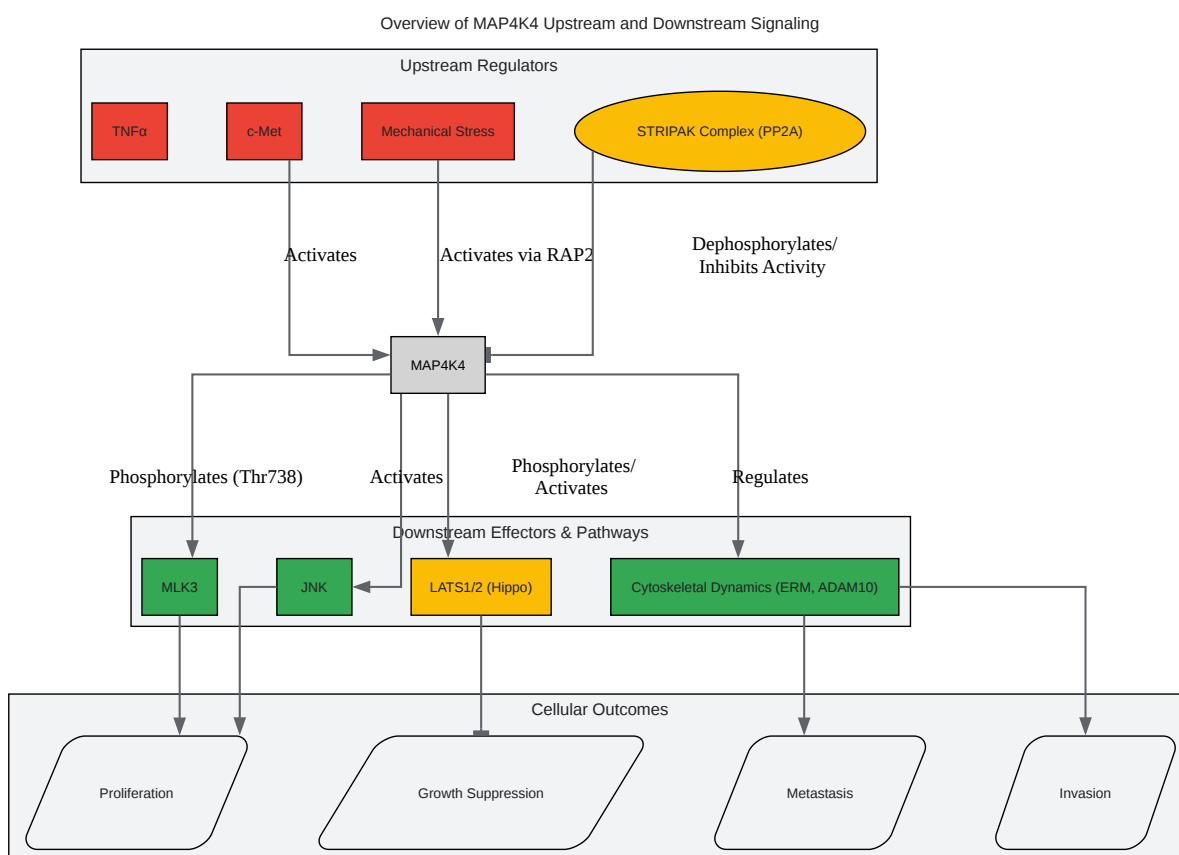 Overview of MAP4K4 Upstream and Downstream Signaling
Upstream Regulators
TNFα
c-Met
Mechanical Stress
STRIPAK Complex (PP2A)
Activates
Activates via RAP2
Dephosphorylates/
Inhibits Activity
MAP4K4
Phosphorylates (Thr738)
Activates
Phosphorylates/
Activates
Regulates
Downstream Effectors & Pathways
MLK3
JNK
LATS1/2 (Hippo)
Cytoskeletal Dynamics (ERM, ADAM10)
Cellular Outcomes
Proliferation
Growth Suppression
Metastasis
Invasion